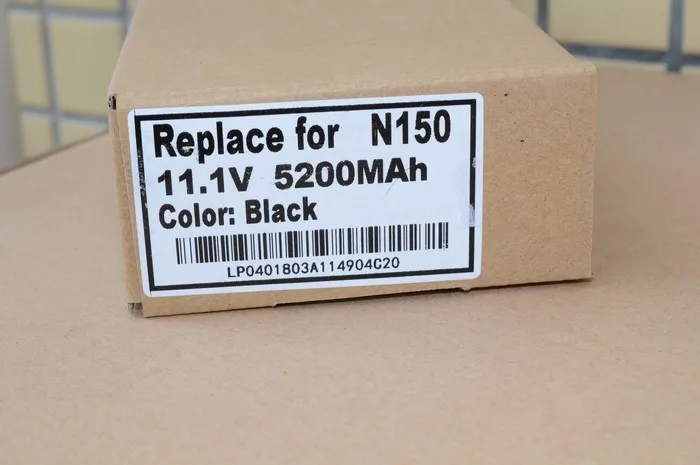 Replace for N150
11.1V 5200MAh
Color: Black
LP0401803A114904C20